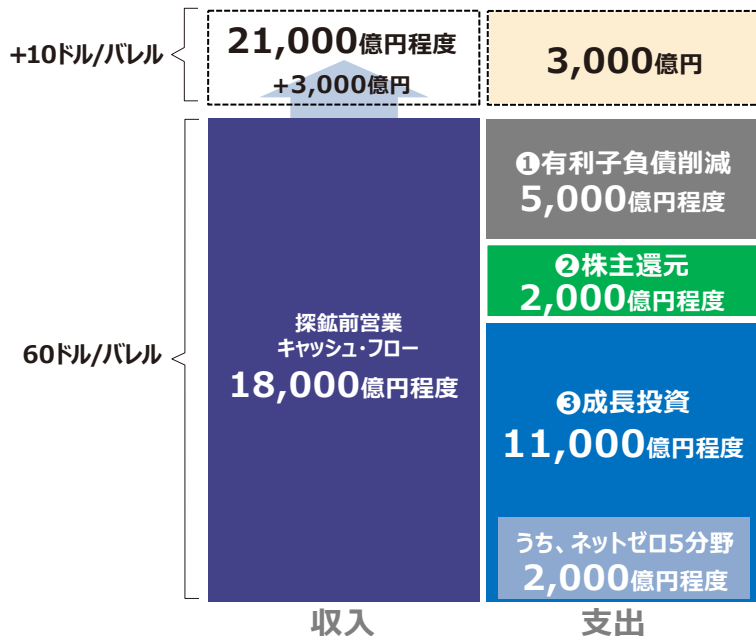 +10ドル/バレル
21,000億円程度
+3,000億円
3,000億円
60ドル/バレル
探鉱前営業
キャッシュ・フロー
18,000億円程度
❶有利子負債削減
5,000億円程度
❷株主還元
2,000億円程度
❸成長投資
11,000億円程度
うち、ネットゼロ5分野
2,000億円程度
収入
支出